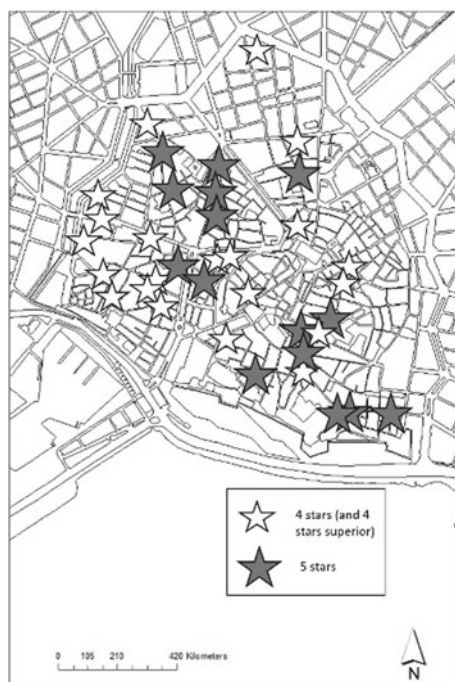 4 stars (and 4
stars superior)
5 stars
0 105 210 420 Kilometers
N